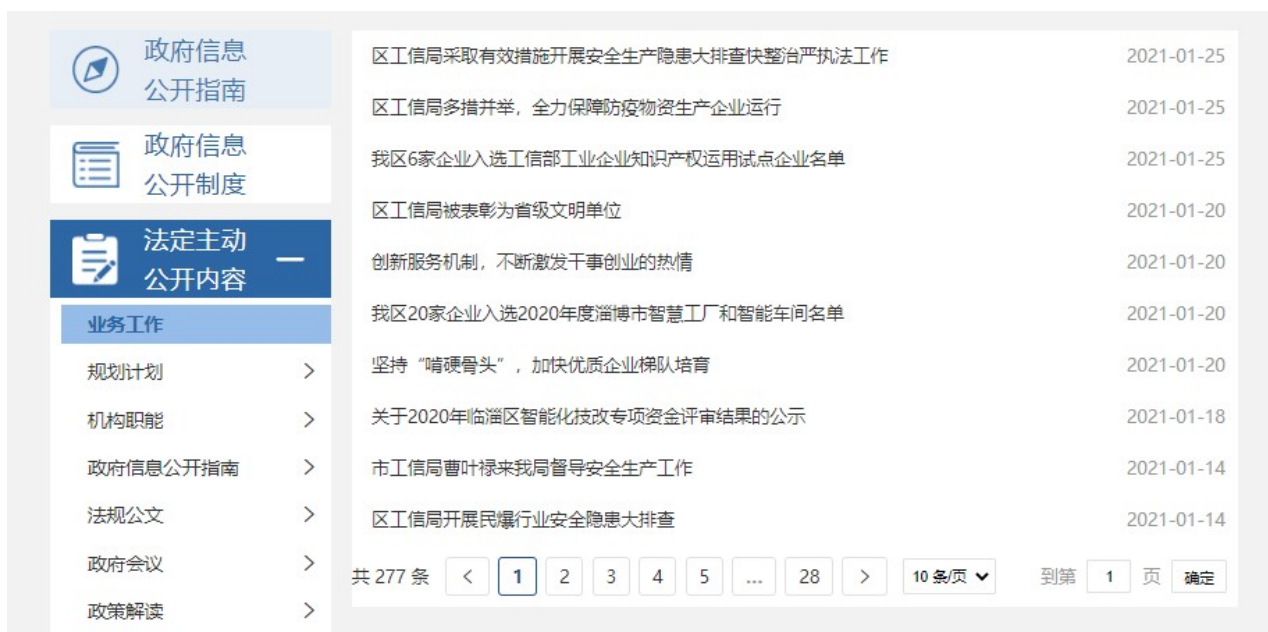 政府信息
公开指南
政府信息
公开制度
法定主动
公开内容
业务工作
规划计划
机构职能
政府信息公开指南
法规公文
政府会议
政策解读
区工信局采取有效措施开展安全生产隐患大排查快整治严执法工作 2021-01-25
区工信局多措并举，全力保障防疫物资生产企业运行 2021-01-25
我区6家企业入选工信部工业企业知识产权运用试点企业名单 2021-01-25
区工信局被表彰为省级文明单位 2021-01-20
创新服务机制，不断激发干事创业的热情 2021-01-20
我区20家企业入选2020年度淄博市智慧工厂和智能车间名单 2021-01-20
坚持“啃硬骨头”，加快优质企业梯队培育 2021-01-20
关于2020年临淄区智能化技改专项资金评审结果的公示 2021-01-18
市工信局曹叶禄来我局督导安全生产工作 2021-01-14
区工信局开展民爆行业安全隐患大排查 2021-01-14
共 277 条 < 1 2 3 4 5 ... 28 > 10 条/页 到第 1 页 确定